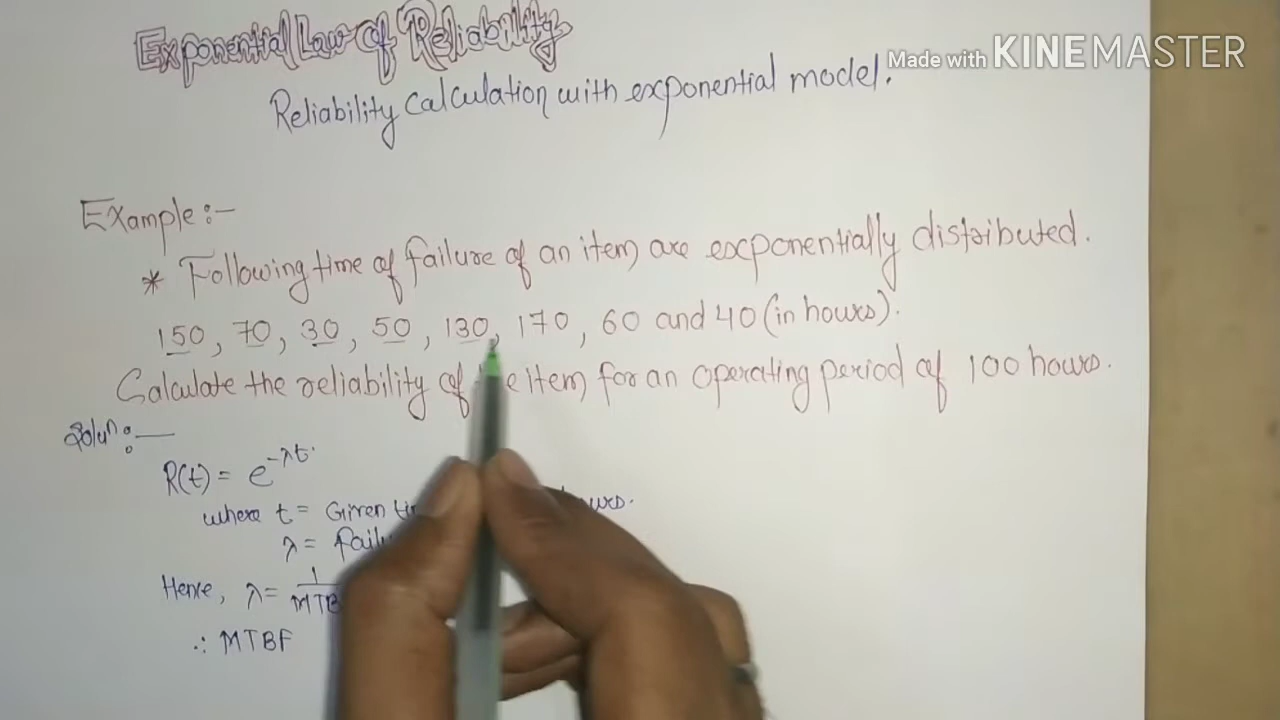 Exponential Law of Reliability
Made with KINEMASTER
Reliability calculation with exponential model.
Example:-
* Following time of failure of an item are exponentially distributed.
150, 70, 30, 50, 130, 170, 60 and 40 (in hours).
Calculate the reliability of item for an operating period of 100 hours.
Soluⁿ:—
R(t) = e^-λt.
where t = Given
λ =
Hence, λ = 1/
∴ MTBF